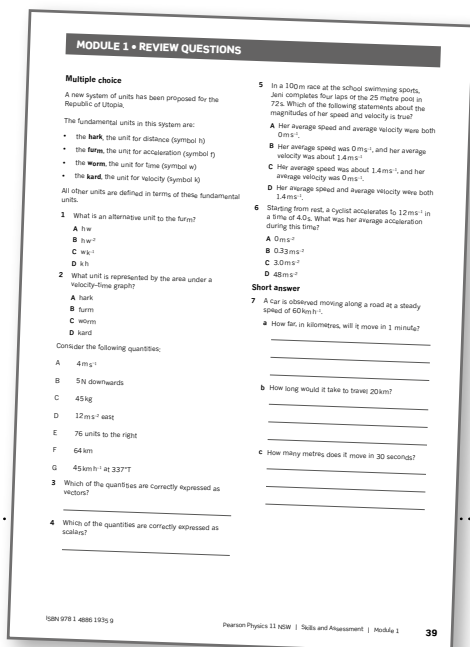 MODULE 1 • REVIEW QUESTIONS
Multiple choice
A new system of units has been proposed for the
Republic of Utopia.
The fundamental units in this system are:
• the hark, the unit for distance (symbol h)
• the furm, the unit for acceleration (symbol f)
• the worm, the unit for time (symbol w)
• the kard, the unit for velocity (symbol k)
All other units are defined in terms of these fundamental
units.
1 What is an alternative unit to the furm?
A h w
B h w⁻²
C w k⁻¹
D k h
2 What unit is represented by the area under a
velocity–time graph?
A hark
B furm
C worm
D kard
Consider the following quantities:
A 4 m s⁻¹
B 5 N downwards
C 45 kg
D 12 m s⁻² east
E 76 units to the right
F 64 km
G 45 km h⁻¹ at 337°T
3 Which of the quantities are correctly expressed as
vectors?
4 Which of the quantities are correctly expressed as
scalars?
5 In a 100 m race at the school swimming sports,
Jeni completes four laps of the 25 metre pool in
72 s. Which of the following statements about the
magnitudes of her speed and velocity is true?
A Her average speed and average velocity were both
0 m s⁻¹.
B Her average speed was 0 m s⁻¹, and her average
velocity was about 1.4 m s⁻¹
C Her average speed was about 1.4 m s⁻¹, and her
average velocity was 0 m s⁻¹.
D Her average speed and average velocity were both
1.4 m s⁻¹.
6 Starting from rest, a cyclist accelerates to 12 m s⁻¹ in
a time of 4.0 s. What was her average acceleration
during this time?
A 0 m s⁻²
B 0.33 m s⁻²
C 3.0 m s⁻²
D 48 m s⁻²
Short answer
7 A car is observed moving along a road at a steady
speed of 60 km h⁻¹.
a How far, in kilometres, will it move in 1 minute?
b How long would it take to travel 20 km?
c How many metres does it move in 30 seconds?
ISBN 978 1 4886 1935 9
Pearson Physics 11 NSW | Skills and Assessment | Module 1
39